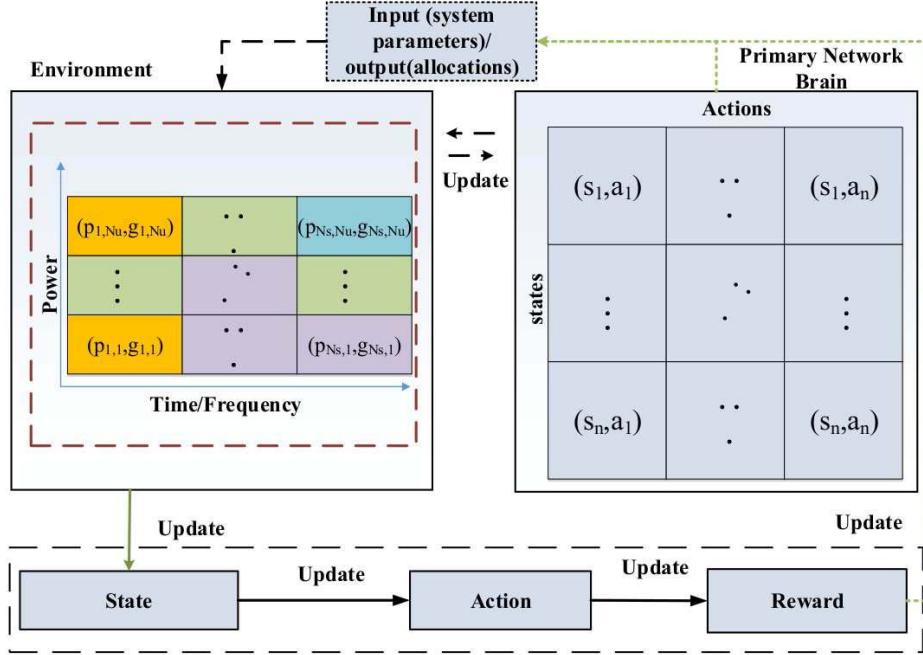 Input (system
parameters)/
output(allocations)
Environment
Primary Network
Brain
Actions
Update
(s₁,a₁)
(s₁,aₙ)
states
(sₙ,a₁)
(sₙ,aₙ)
Power
(p₁,Nu,g₁,Nu)
(pNs,Nu,gNs,Nu)
(p₁,₁,g₁,₁)
(pNs,₁,gNs,₁)
Time/Frequency
Update
Update
Update
Update
State
Action
Reward